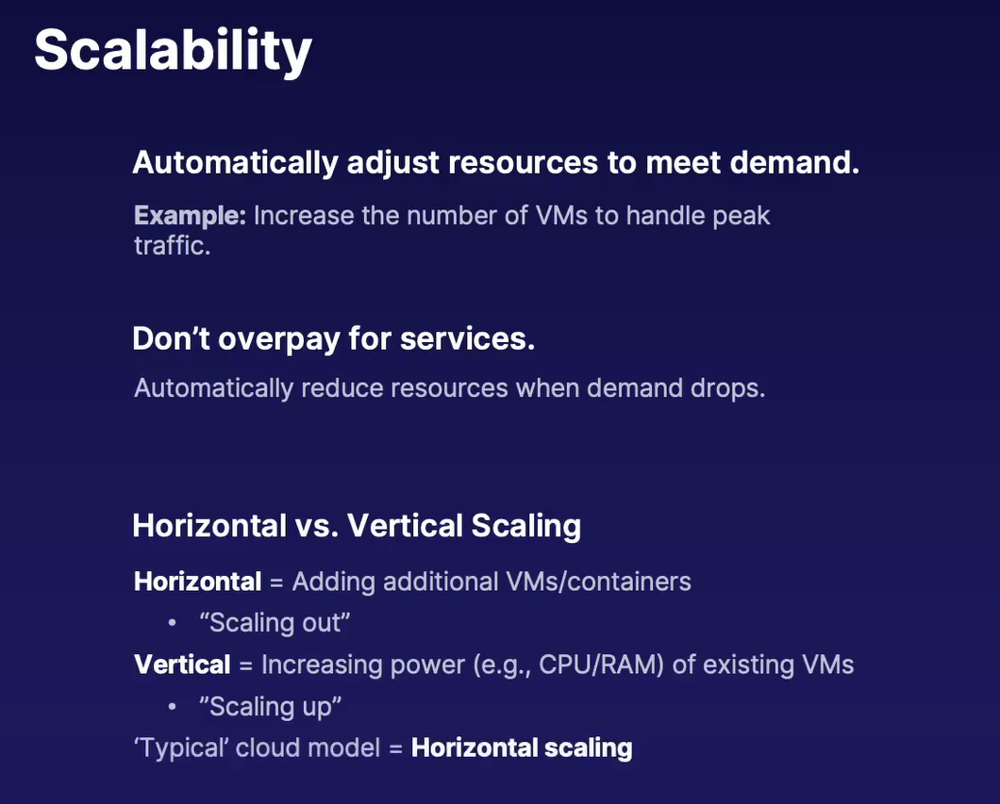 Scalability
Automatically adjust resources to meet demand.
Example: Increase the number of VMs to handle peak
traffic.
Don’t overpay for services.
Automatically reduce resources when demand drops.
Horizontal vs. Vertical Scaling
Horizontal = Adding additional VMs/containers
• “Scaling out”
Vertical = Increasing power (e.g., CPU/RAM) of existing VMs
• ”Scaling up”
‘Typical’ cloud model = Horizontal scaling